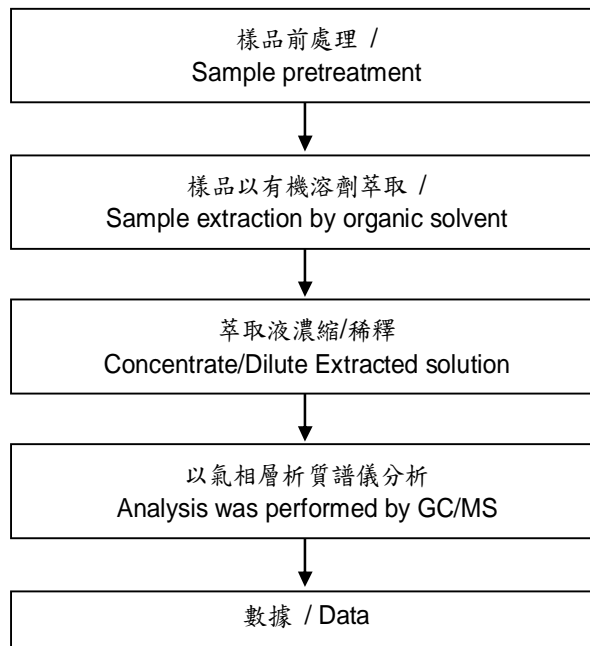 樣品前處理 /
Sample pretreatment
樣品以有機溶劑萃取 /
Sample extraction by organic solvent
萃取液濃縮/稀釋
Concentrate/Dilute Extracted solution
以氣相層析質譜儀分析
Analysis was performed by GC/MS
數據 / Data